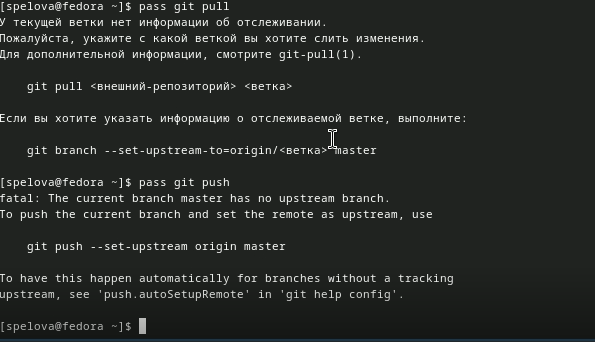 [spelova@fedora ~]$ pass git pull
У текущей ветки нет информации об отслеживании.
Пожалуйста, укажите с какой веткой вы хотите слить изменения.
Для дополнительной информации, смотрите git-pull(1).
git pull <внешний-репозиторий> <ветка>
Если вы хотите указать информацию о отслеживаемой ветке, выполните:
git branch --set-upstream-to=origin/<ветка> master
[spelova@fedora ~]$ pass git push
fatal: The current branch master has no upstream branch.
To push the current branch and set the remote as upstream, use
git push --set-upstream origin master
To have this happen automatically for branches without a tracking
upstream, see 'push.autoSetupRemote' in 'git help config'.
[spelova@fedora ~]$